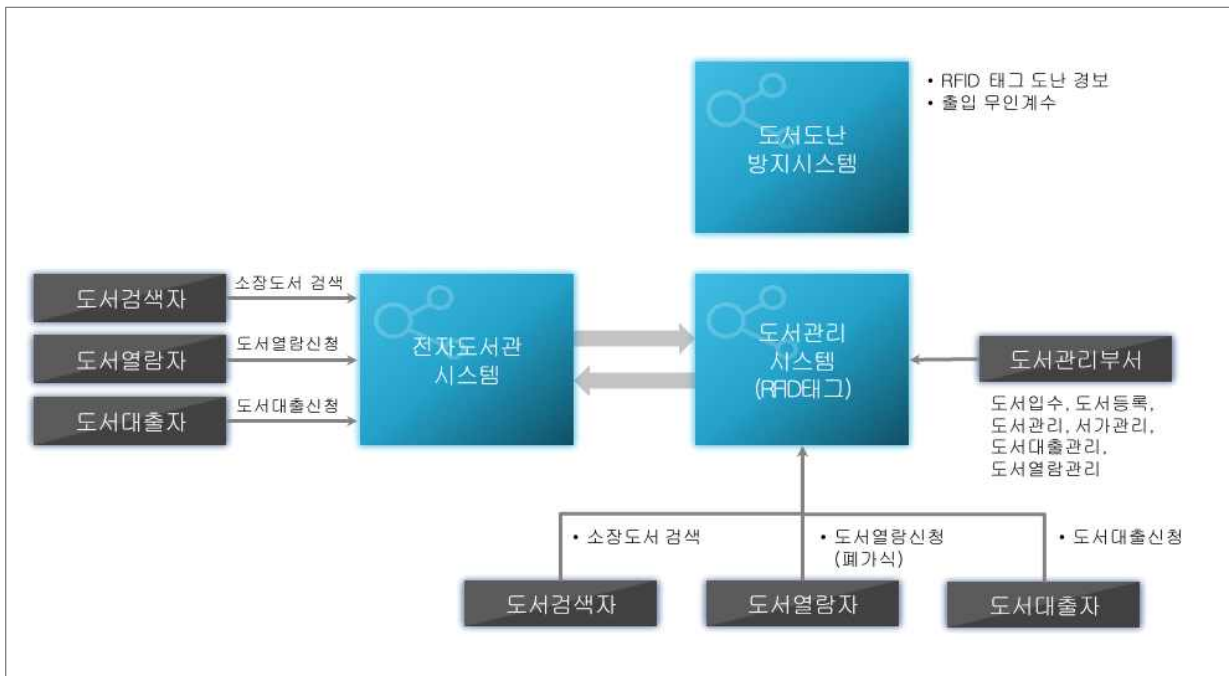 • RFID 태그 도난 경보
• 출입 무인계수
도서도난
방지시스템
도서검색자
소장도서 검색
도서열람자
도서열람신청
도서대출자
도서대출신청
전자도서관
시스템
도서관리
시스템
(RFID태그)
도서관리부서
도서입수, 도서등록,
도서관리, 서가관리,
도서대출관리,
도서열람관리
• 소장도서 검색
• 도서열람신청
(폐가식)
• 도서대출신청
도서검색자
도서열람자
도서대출자